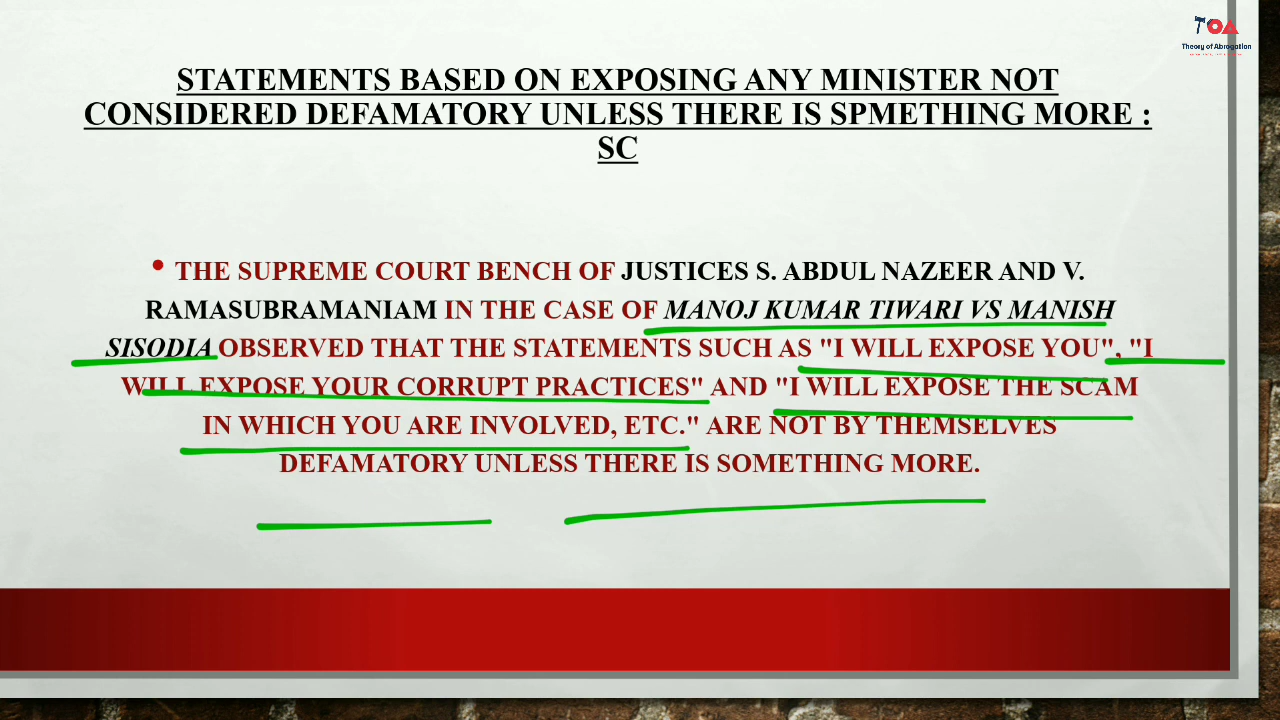 TOA
Theory of Abrogation
STATEMENTS BASED ON EXPOSING ANY MINISTER NOT
CONSIDERED DEFAMATORY UNLESS THERE IS SPMETHING MORE :
SC
• THE SUPREME COURT BENCH OF JUSTICES S. ABDUL NAZEER AND V.
RAMASUBRAMANIAM IN THE CASE OF MANOJ KUMAR TIWARI VS MANISH
SISODIA OBSERVED THAT THE STATEMENTS SUCH AS "I WILL EXPOSE YOU", "I
WILL EXPOSE YOUR CORRUPT PRACTICES" AND "I WILL EXPOSE THE SCAM
IN WHICH YOU ARE INVOLVED, ETC." ARE NOT BY THEMSELVES
DEFAMATORY UNLESS THERE IS SOMETHING MORE.